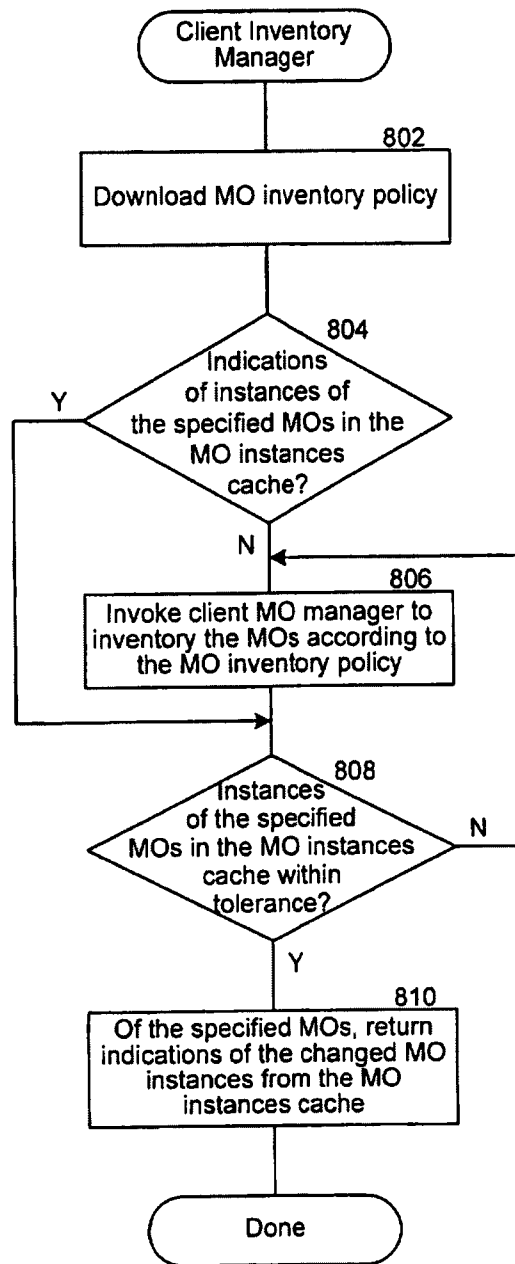 Client Inventory
Manager
802
Download MO inventory policy
804
Indications
of instances of
the specified MOs in the
MO instances
cache?
Y
N
806
Invoke client MO manager to
inventory the MOs according to
the MO inventory policy
808
Instances
of the specified
MOs in the MO instances
cache within
tolerance?
N
Y
810
Of the specified MOs, return
indications of the changed MO
instances from the MO
instances cache
Done